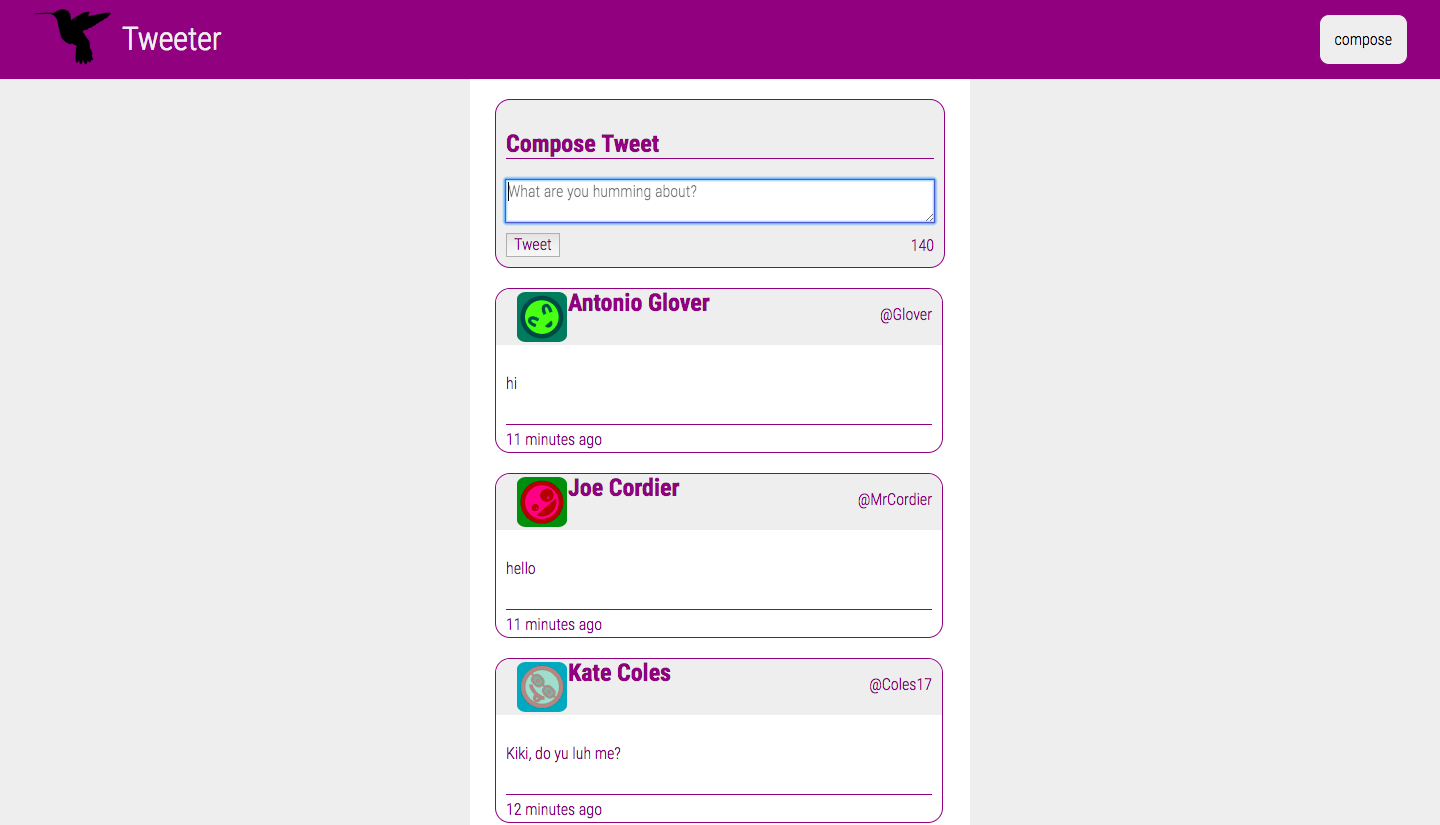 Tweeter
compose
Compose Tweet
What are you humming about?
Tweet 140
Antonio Glover @Glover
hi
11 minutes ago
Joe Cordier @MrCordier
hello
11 minutes ago
Kate Coles @Coles17
Kiki, do yu luh me?
12 minutes ago